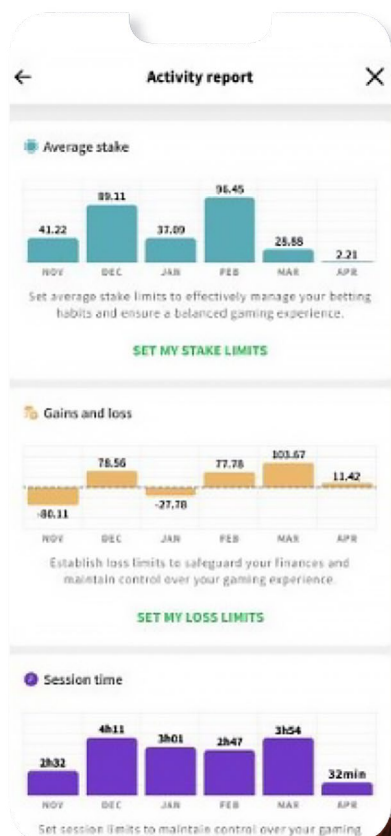 Activity report
Average stake
41.22 89.11 37.09 96.45 28.88 2.21
NOV DEC JAN FEB MAR APR
Set average stake limits to effectively manage your betting
habits and ensure a balanced gaming experience.
SET MY STAKE LIMITS
Gains and loss
-80.11 78.56 -27.78 77.78 103.67 11.42
NOV DEC JAN FEB MAR APR
Establish loss limits to safeguard your finances and
maintain control over your gaming experience.
SET MY LOSS LIMITS
Session time
2h32 4h11 3h01 2h47 3h54 32min
NOV DEC JAN FEB MAR APR
Set session limits to maintain control over your gaming